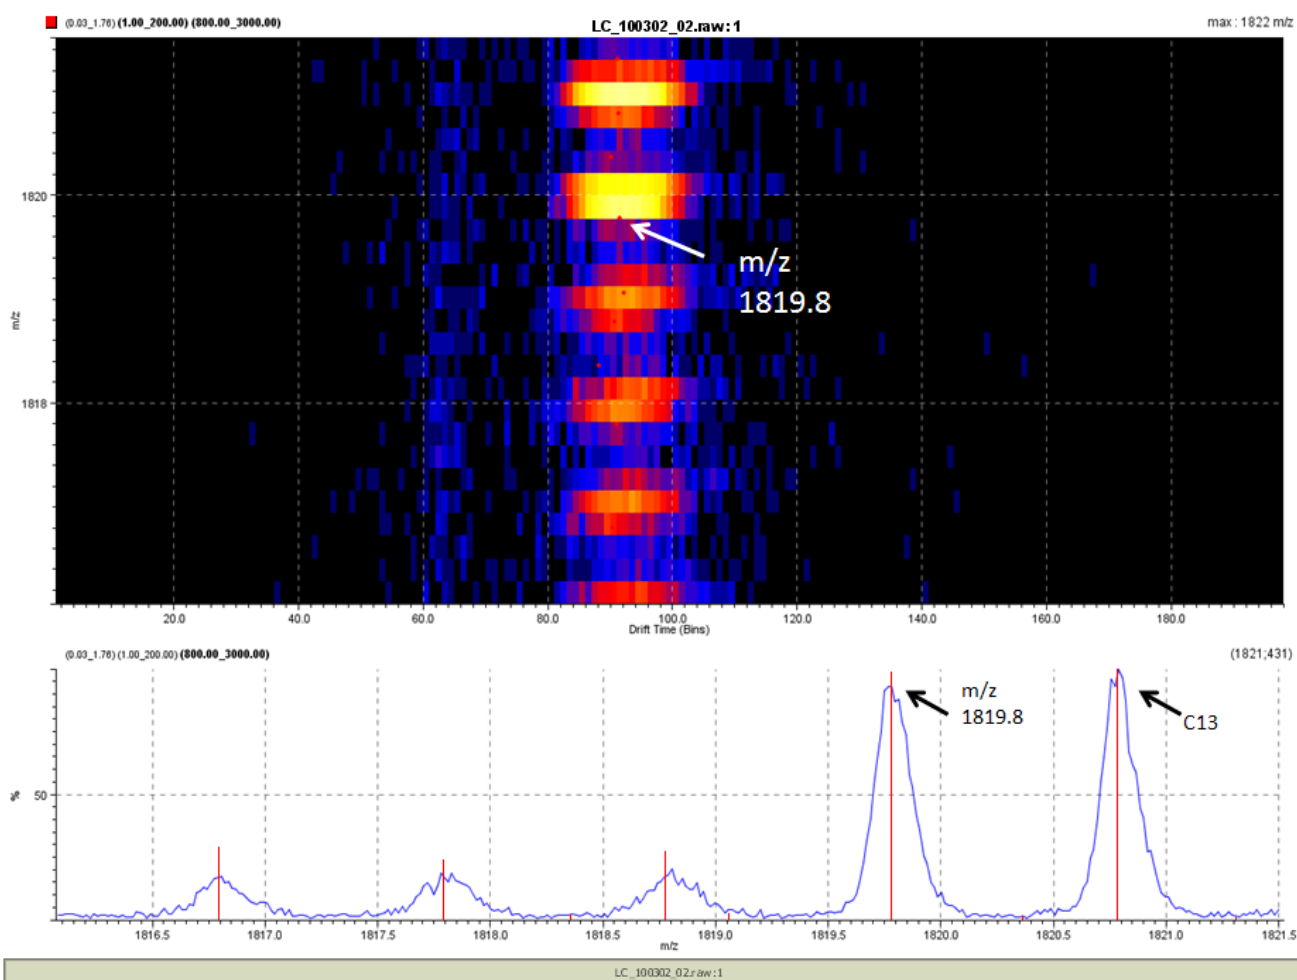 (0.03_1.76) (1.00_200.00) (800.00_3000.00) LC_100302_02.raw : 1 max : 1822 m/z
1820
m/z
1819.8
m/z
1818
20.0 40.0 60.0 80.0 100.0 120.0 140.0 160.0 180.0
Drift Time (Bins)
(0.03_1.76) (1.00_200.00) (800.00_3000.00) (1821;431)
m/z
1819.8
C13
% 50
1816.5 1817.0 1817.5 1818.0 1818.5 1819.0 1819.5 1820.0 1820.5 1821.0 1821.5
m/z
LC_100302_02.raw : 1